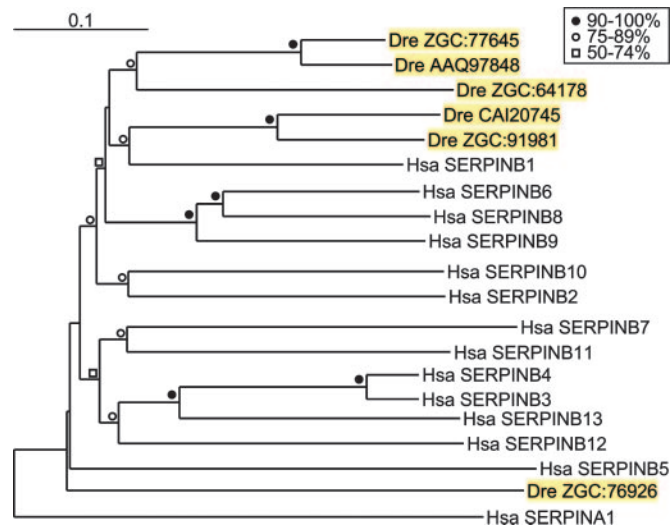 0.1
90-100%
75-89%
50-74%
Dre ZGC:77645
Dre AAQ97848
Dre ZGC:64178
Dre CAI20745
Dre ZGC:91981
Hsa SERPINB1
Hsa SERPINB6
Hsa SERPINB8
Hsa SERPINB9
Hsa SERPINB10
Hsa SERPINB2
Hsa SERPINB7
Hsa SERPINB11
Hsa SERPINB4
Hsa SERPINB3
Hsa SERPINB13
Hsa SERPINB12
Hsa SERPINB5
Dre ZGC:76926
Hsa SERPINA1